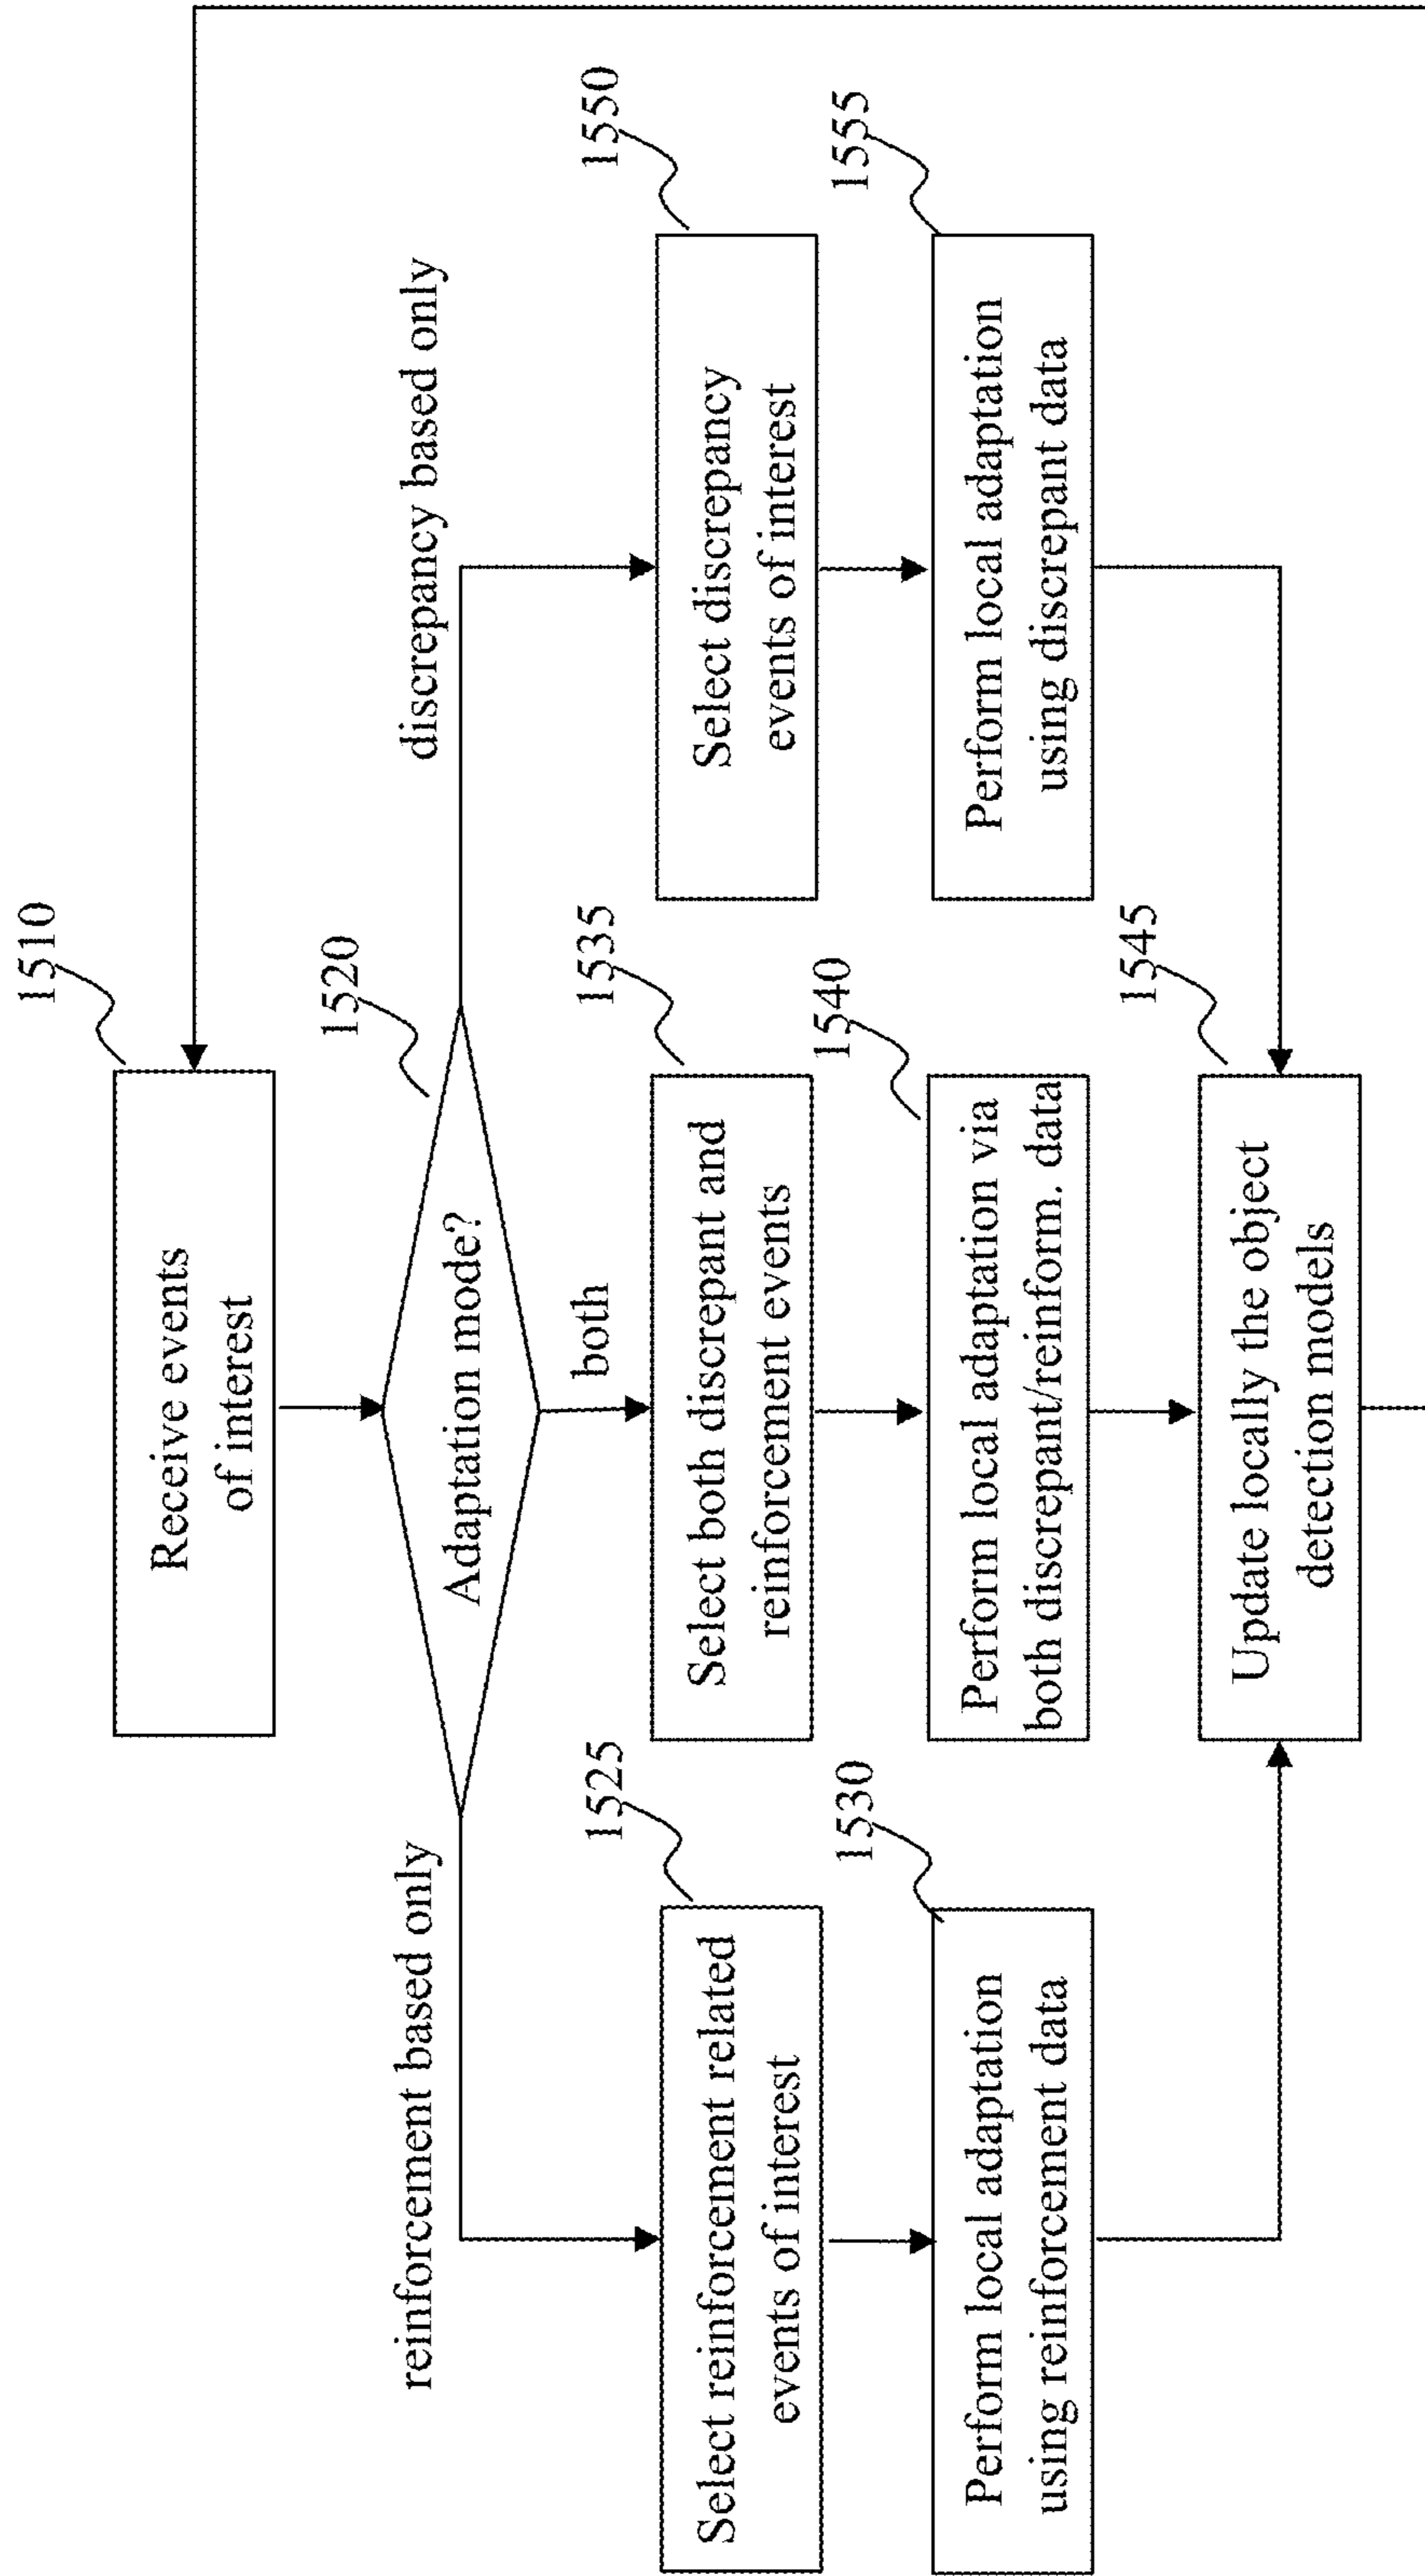 1510
Receive events
of interest
1520
Adaptation mode?
reinforcement based only
both
discrepancy based only
1525
Select reinforcement related
events of interest
1535
Select both discrepant and
reinforcement events
1550
Select discrepancy
events of interest
1530
Perform local adaptation
using reinforcement data
1540
Perform local adaptation via
both discrepant/reinform. data
1555
Perform local adaptation
using discrepant data
1545
Update locally the object
detection models